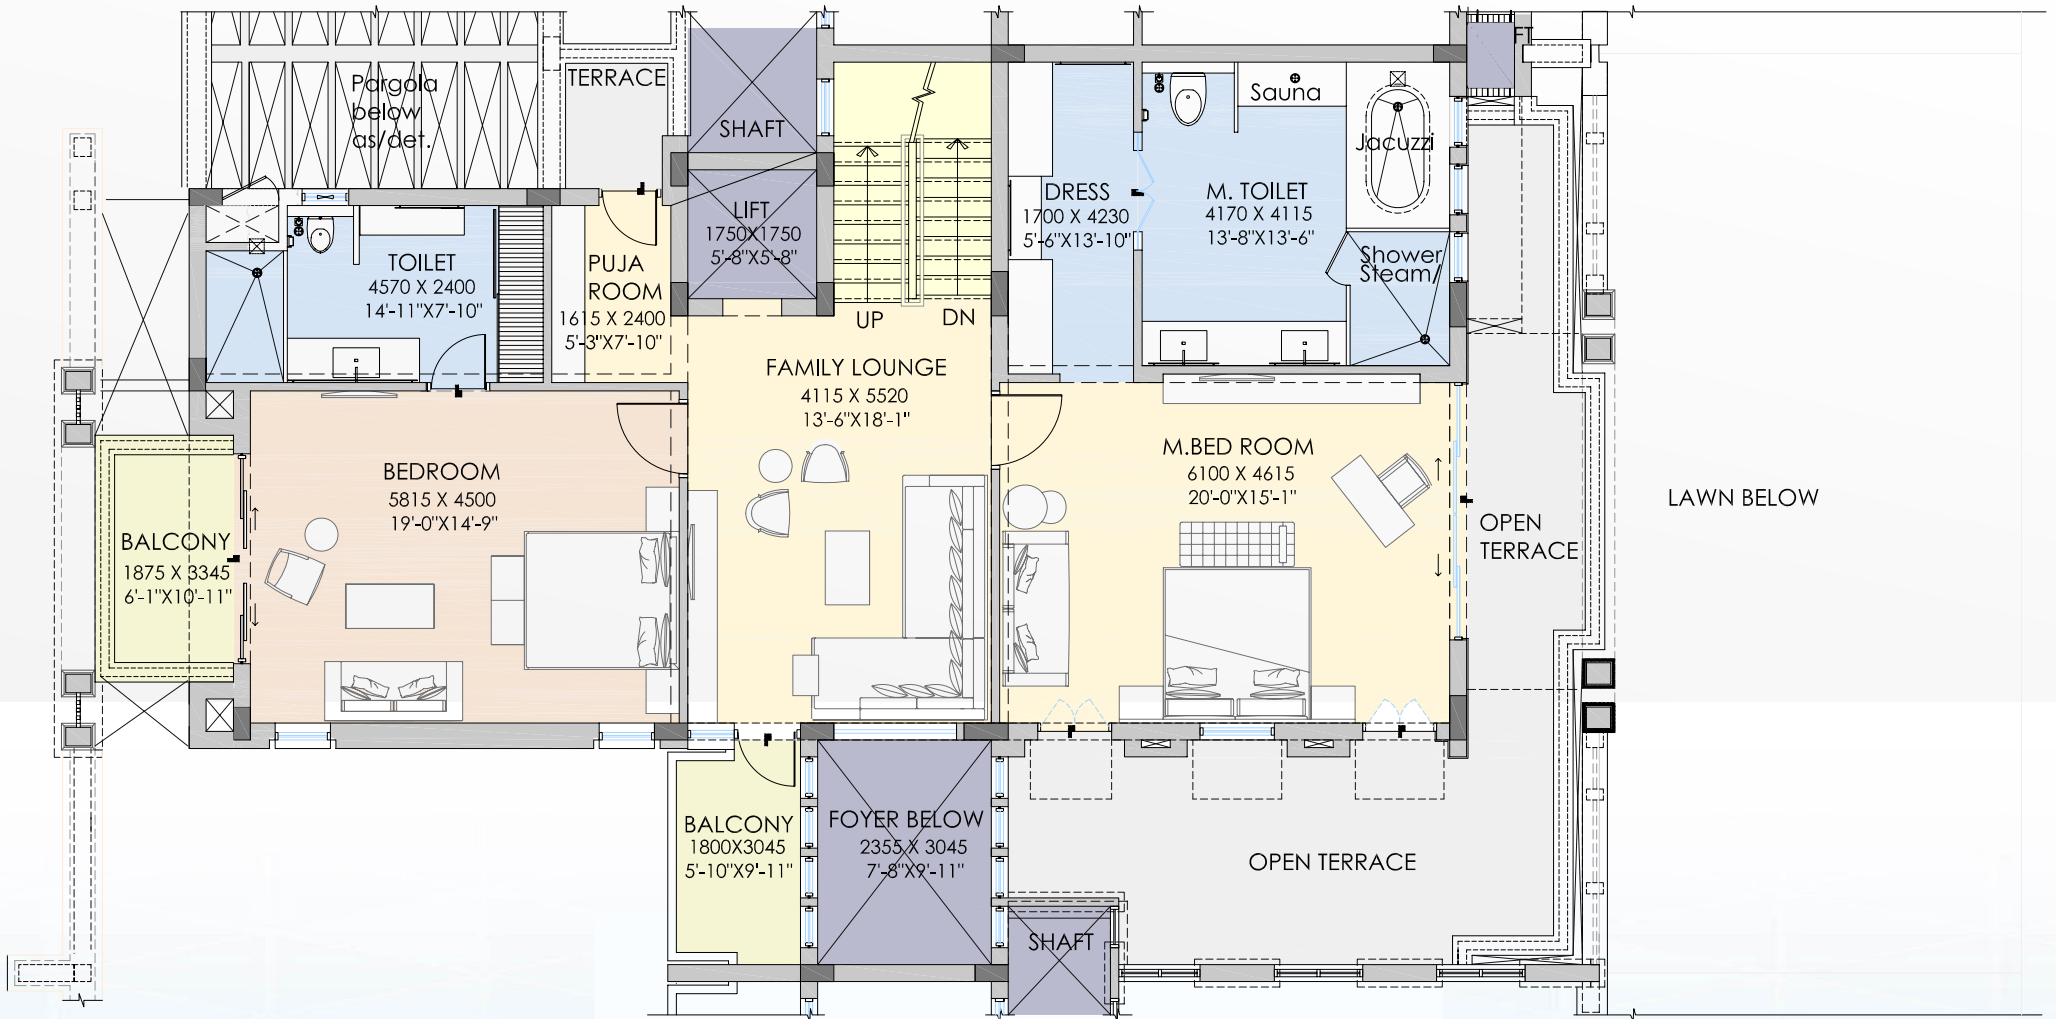 FT
TERRACE
Pargola
below
as/det.
SHAFT
Sauna
Jacuzzi
DRESS
1700 X 4230
5'-6"X13'-10"
M. TOILET
4170 X 4115
13'-8"X13'-6"
LIFT
1750X1750
5'-8"X5'-8"
Shower
Steam/
TOILET
4570 X 2400
14'-11"X7'-10"
PUJA
ROOM
1615 X 2400
5'-3"X7'-10"
UP
DN
FAMILY LOUNGE
4115 X 5520
13'-6"X18'-1"
BEDROOM
5815 X 4500
19'-0"X14'-9"
M.BED ROOM
6100 X 4615
20'-0"X15'-1"
LAWN BELOW
OPEN
TERRACE
BALCONY
1875 X 3345
6'-1"X10'-11"
BALCONY
1800X3045
5'-10"X9'-11"
FOYER BELOW
2355 X 3045
7'-8"X9'-11"
OPEN TERRACE
SHAFT